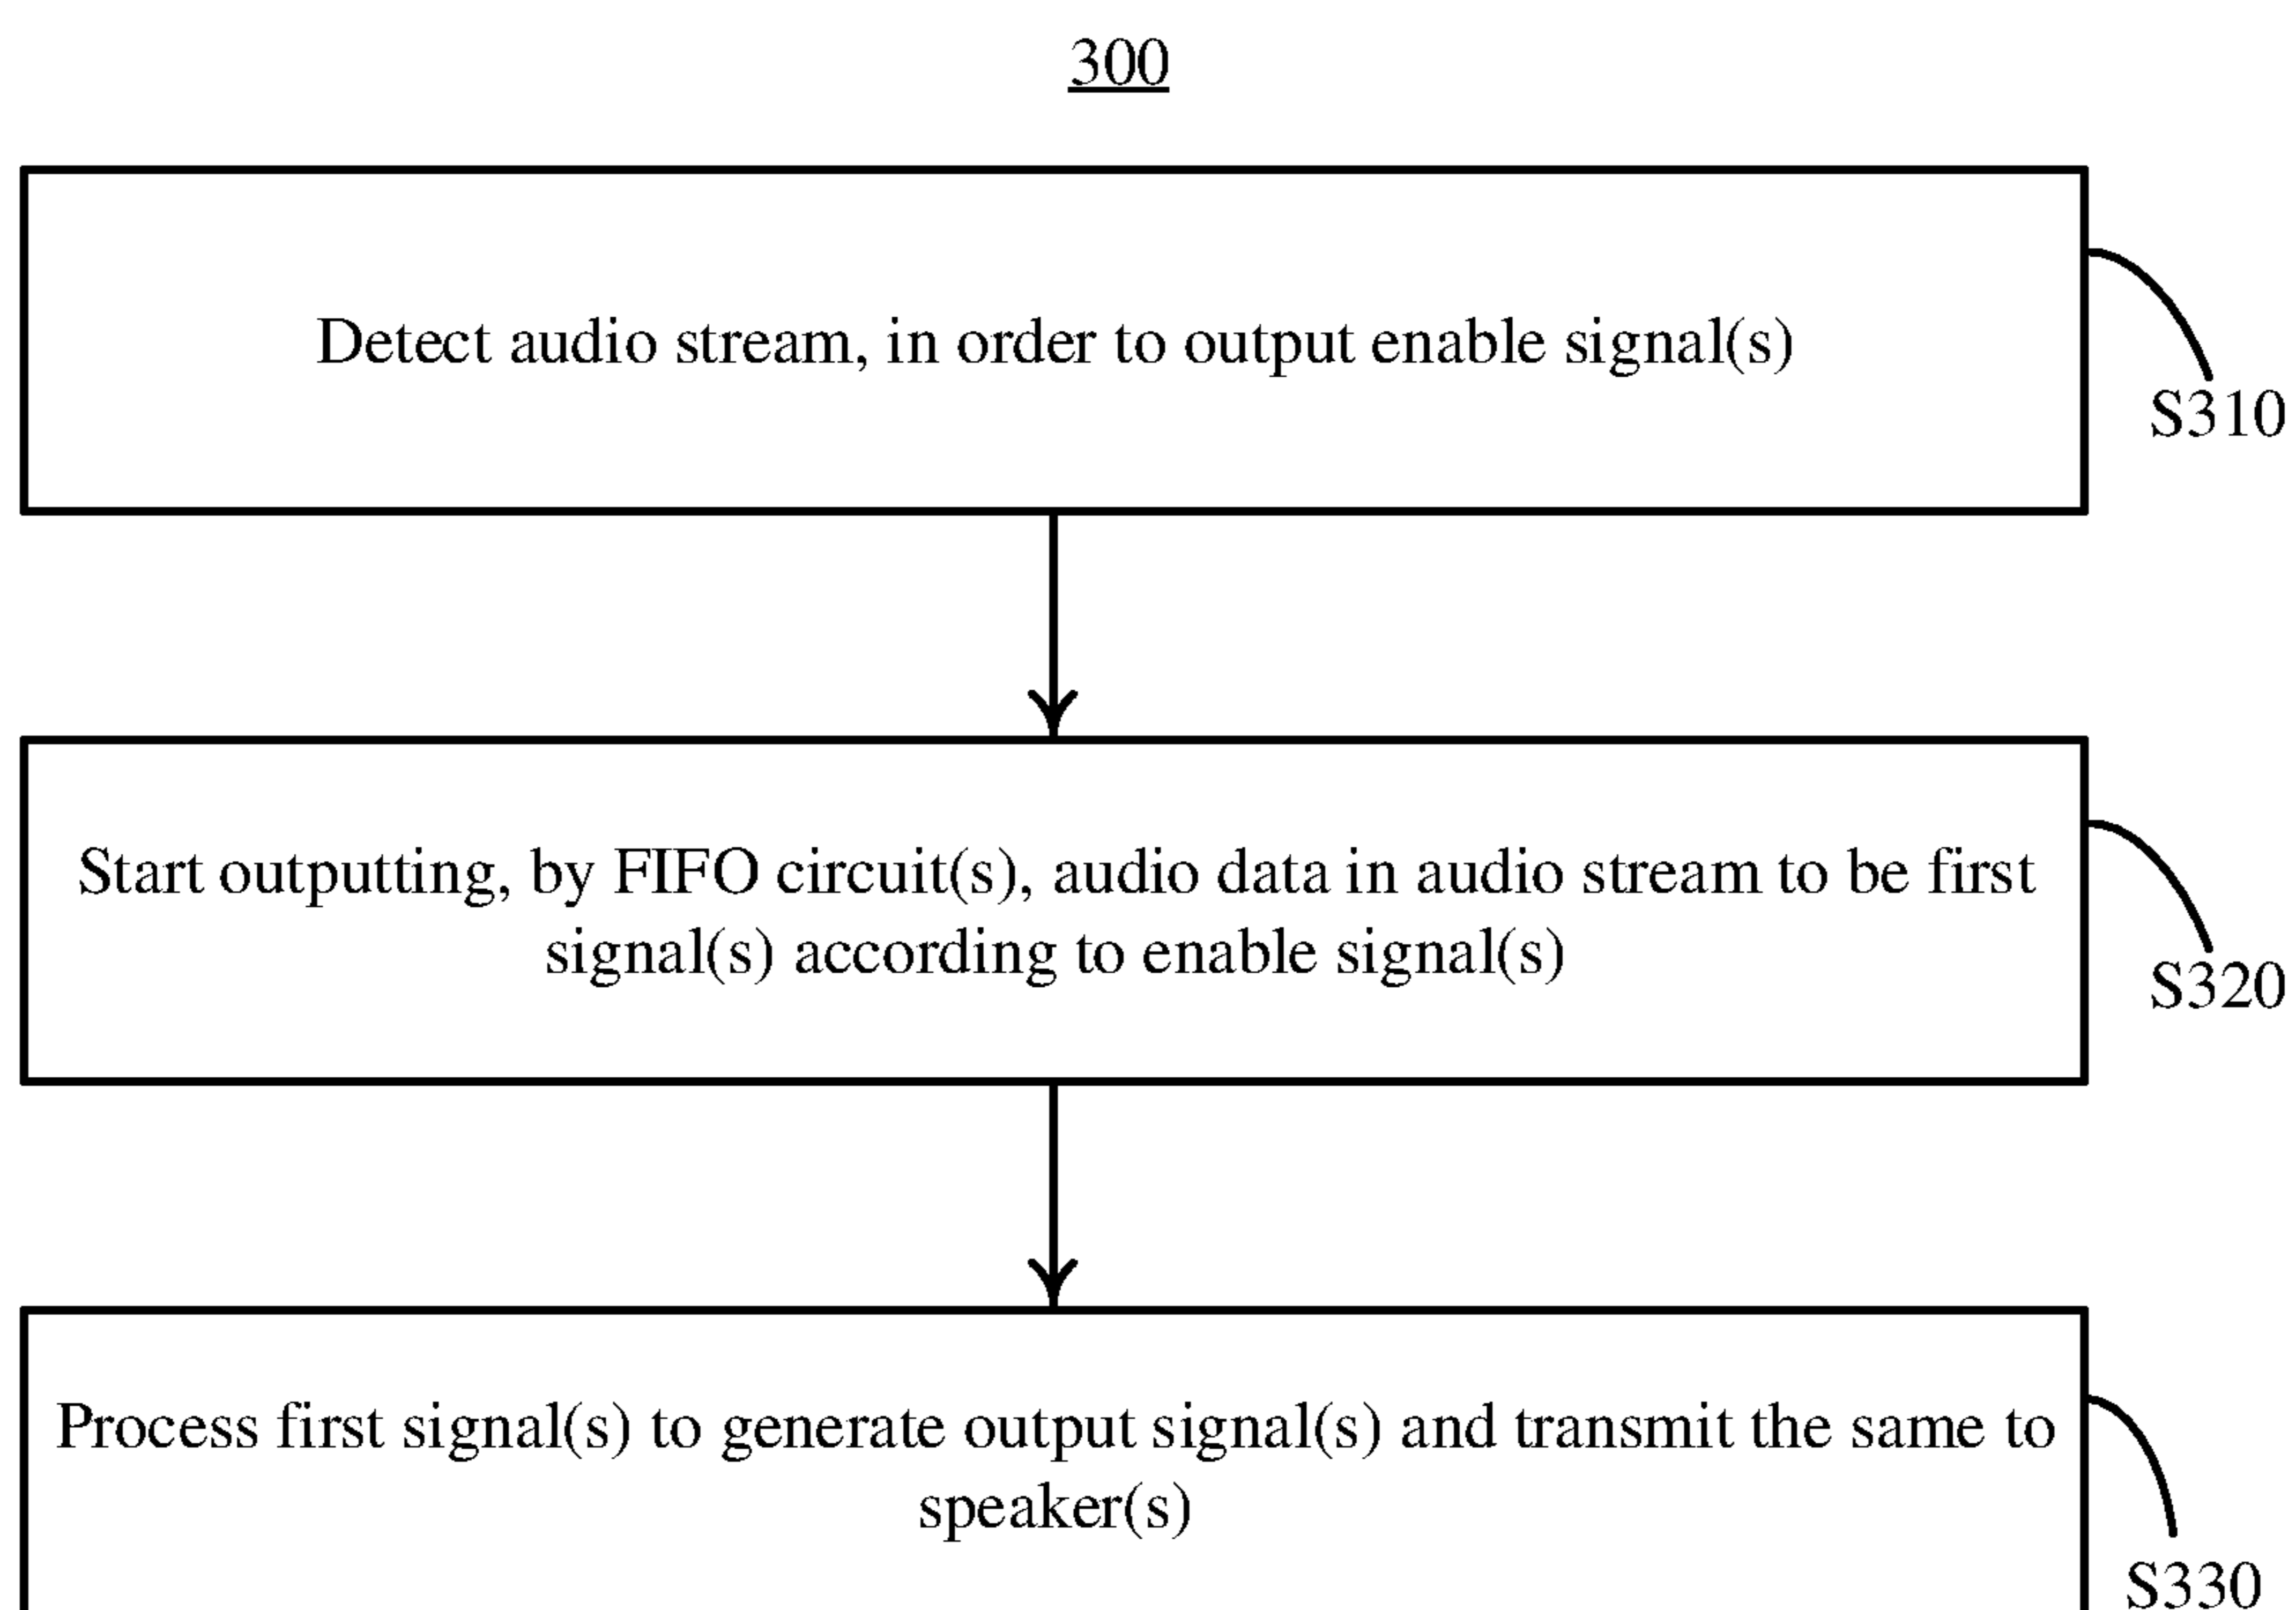 300
Detect audio stream, in order to output enable signal(s)
S310
Start outputting, by FIFO circuit(s), audio data in audio stream to be first
signal(s) according to enable signal(s)
S320
Process first signal(s) to generate output signal(s) and transmit the same to
speaker(s)
S330